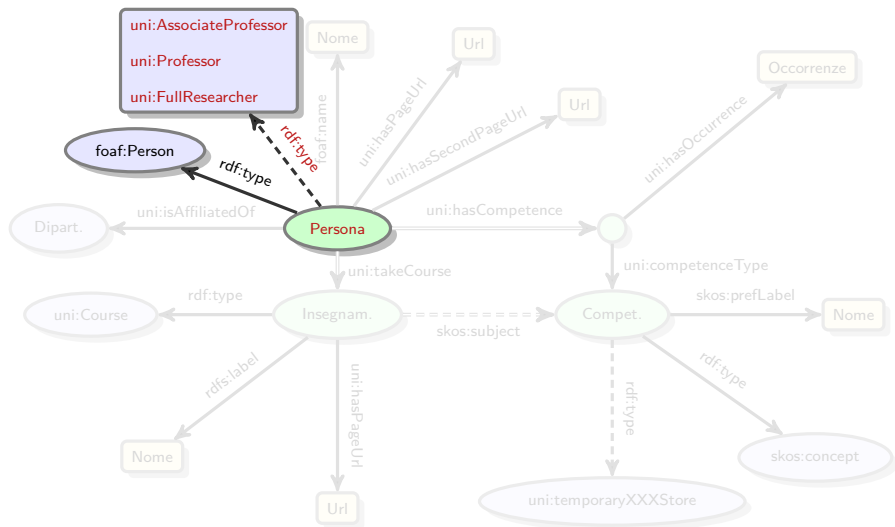 uni:AssociateProfessor
uni:Professor
uni:FullResearcher
Nome
Url
Occorrenze
Url
foaf:Person
rdf:type
rdf:type
foaf:name
uni:hasPageUrl
uni:hasSecondPageUrl
uni:hasOccurrence
Dipart.
uni:isAffiliatedOf
Persona
uni:hasCompetence
uni:takeCourse
uni:competenceType
uni:Course
rdf:type
Insegnam.
skos:subject
Compet.
skos:prefLabel
Nome
rdfs:label
uni:hasPageUrl
rdf:type
rdf:type
Nome
Url
uni:temporaryXXXStore
skos:concept